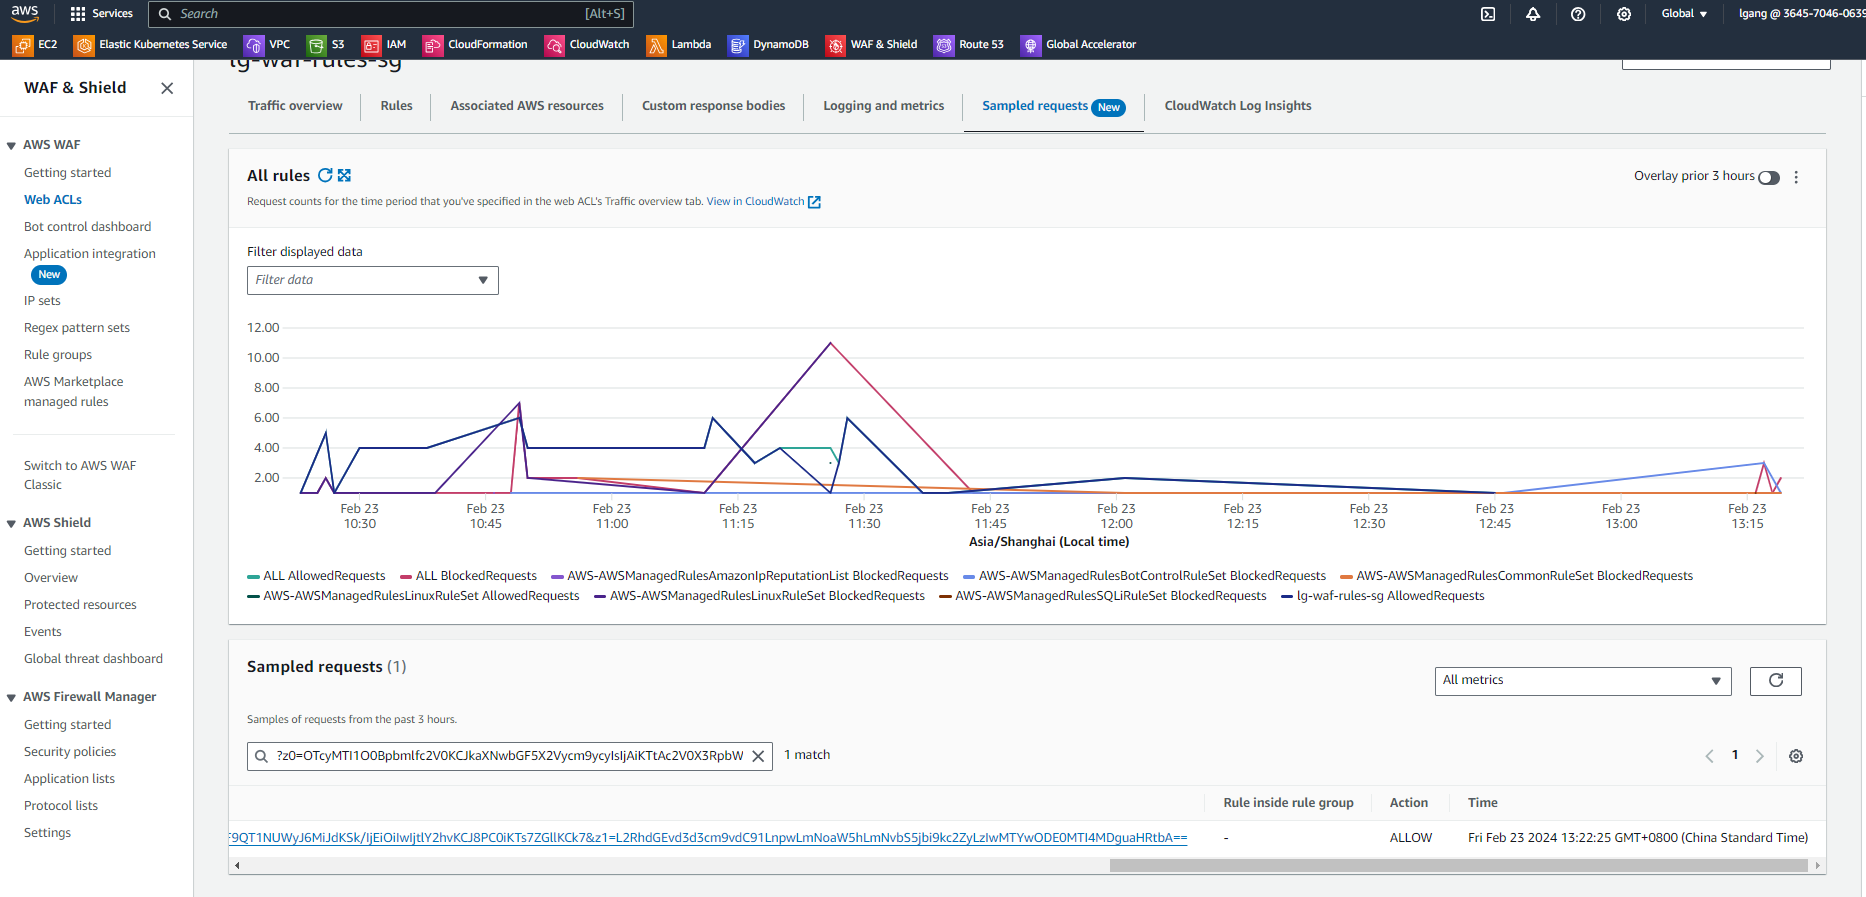 aws
Services
Search
[Alt+S]
Global
lgang @ 3645-7046-0639
EC2
Elastic Kubernetes Service
VPC
S3
IAM
CloudFormation
CloudWatch
Lambda
DynamoDB
WAF & Shield
Route 53
Global Accelerator
WAF & Shield
AWS WAF
Getting started
Web ACLs
Bot control dashboard
Application integration
New
IP sets
Regex pattern sets
Rule groups
AWS Marketplace
managed rules
Switch to AWS WAF
Classic
AWS Shield
Getting started
Overview
Protected resources
Events
Global threat dashboard
AWS Firewall Manager
Getting started
Security policies
Application lists
Protocol lists
Settings
lg-waf-rules-sg
Traffic overview
Rules
Associated AWS resources
Custom response bodies
Logging and metrics
Sampled requests New
CloudWatch Log Insights
All rules
Overlay prior 3 hours
Request counts for the time period that you've specified in the web ACL's Traffic overview tab. View in CloudWatch
Filter displayed data
Filter data
12.00
10.00
8.00
6.00
4.00
2.00
Feb 23 10:30
Feb 23 10:45
Feb 23 11:00
Feb 23 11:15
Feb 23 11:30
Feb 23 11:45
Feb 23 12:00
Feb 23 12:15
Feb 23 12:30
Feb 23 12:45
Feb 23 13:00
Feb 23 13:15
Asia/Shanghai (Local time)
ALL AllowedRequests
ALL BlockedRequests
AWS-AWSManagedRulesAmazonIpReputationList BlockedRequests
AWS-AWSManagedRulesBotControlRuleSet BlockedRequests
AWS-AWSManagedRulesCommonRuleSet BlockedRequests
AWS-AWSManagedRulesLinuxRuleSet AllowedRequests
AWS-AWSManagedRulesLinuxRuleSet BlockedRequests
AWS-AWSManagedRulesSQLiRuleSet BlockedRequests
lg-waf-rules-sg AllowedRequests
Sampled requests (1)
All metrics
Samples of requests from the past 3 hours.
?z0=OTcyMTI1O0Bpbmlfc2V0KCJkaXNwbGF5X2Vycm9ycyIsIjAiKTtAc2V0X3RpbW
1 match
1
Rule inside rule group
Action
Time
F9QT1NUWyJ6MiJdKSk/IjEiOiIwIjtlY2hvKCJ8PC0iKTs7ZGllKCk7&z1=L2RhdGEvd3d3cm9vdC91LnpwLmNoaW5hLmNvbS5jbi9kc2ZyLzIwMTYwODE0MTI4MDguaHRtbA==
-
ALLOW
Fri Feb 23 2024 13:22:25 GMT+0800 (China Standard Time)